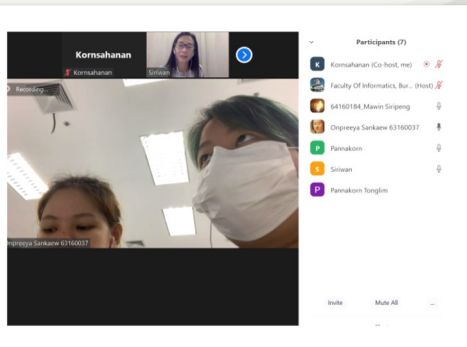 Kornsahanan
Kornsahanan
Siriwan
Recording...
Onpreeya Sankaew 63160037
Participants (7)
K Kornsahanan (Co-host, me)
Faculty Of Informatics, Bur... (Host)
64160184_Mawin Siripeng
Onpreeya Sankaew 63160037
P Pannakorn
S Siriwan
P Pannakorn Tonglim
Invite
Mute All
...